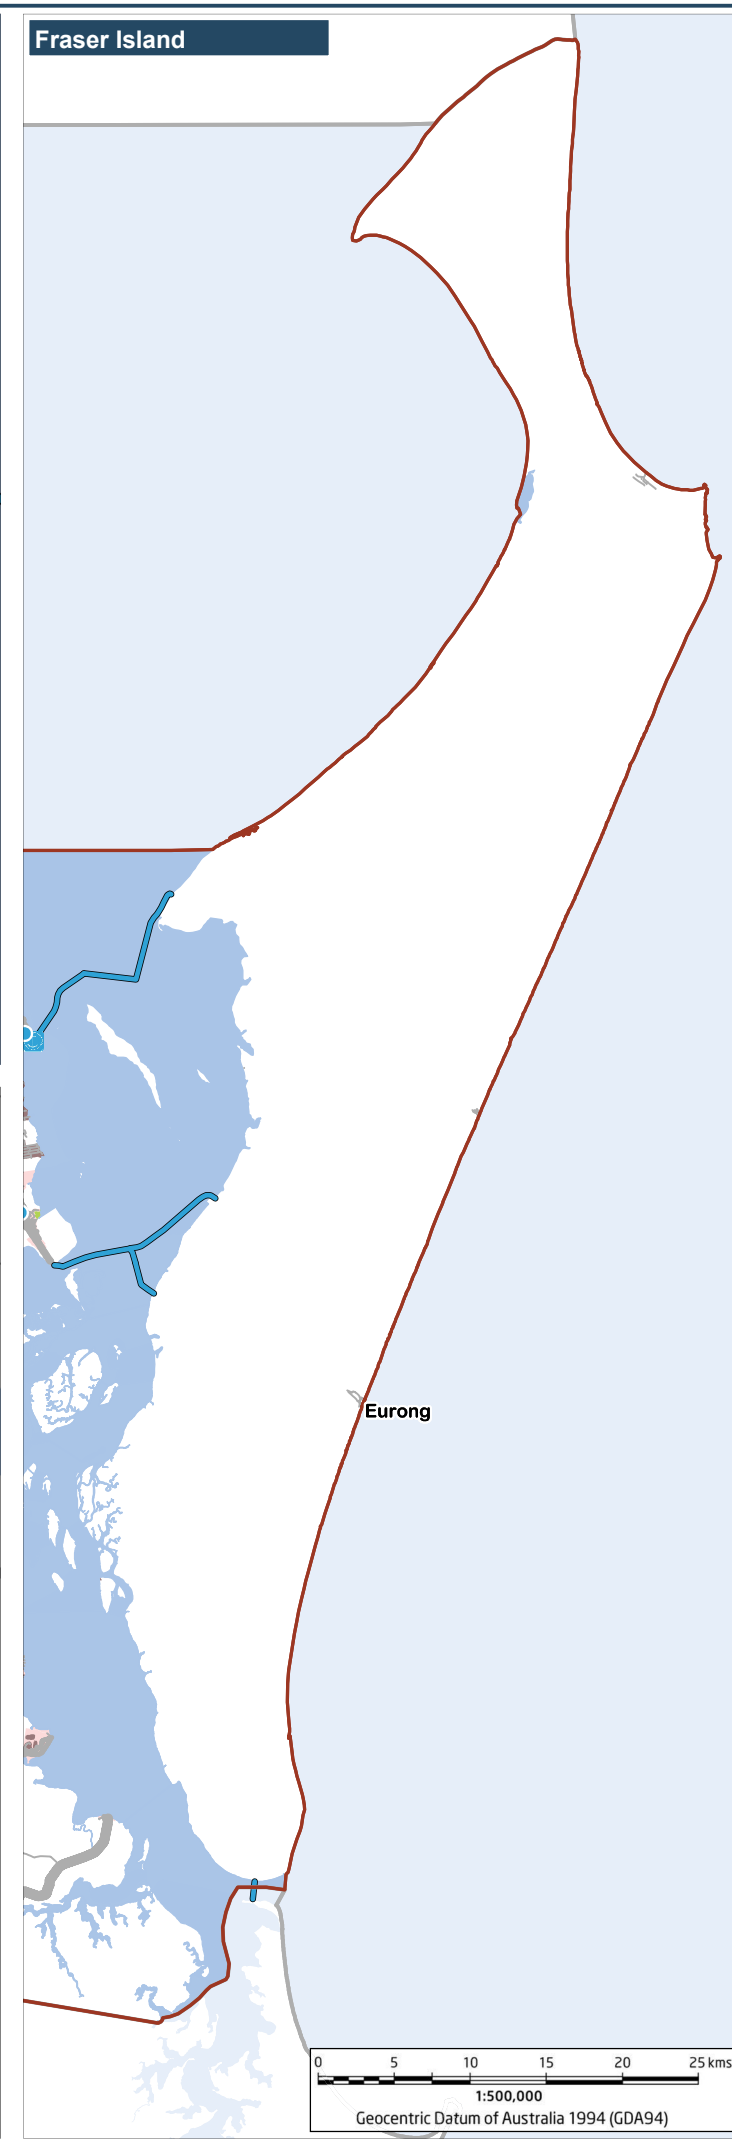 Fraser Island
Eurong
0 5 10 15 20 25 kms
1:500,000
Geocentric Datum of Australia 1994 (GDA94)